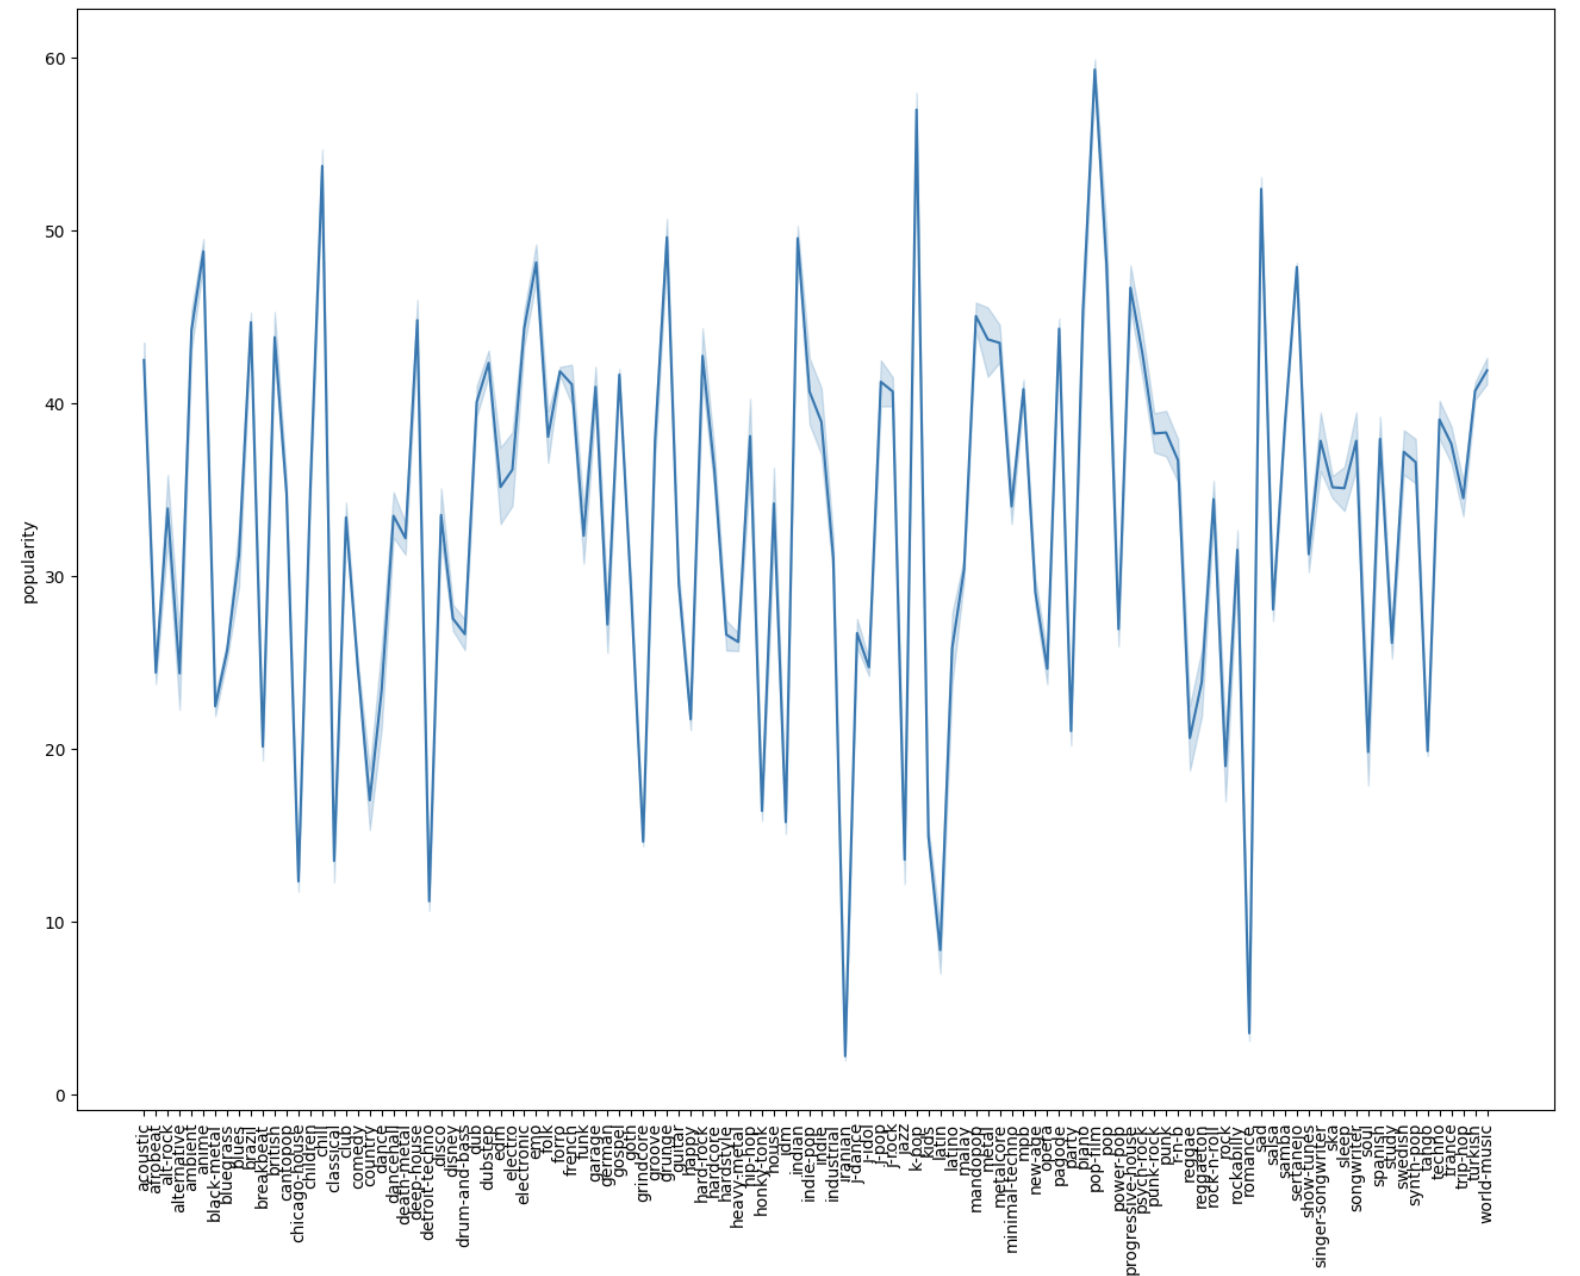 popularity
60
50
40
30
20
10
0
acoustic
afrobeat
alt-rock
alternative
ambient
anime
black-metal
bluegrass
blues
brazil
breakbeat
british
cantopop
chicago-house
children
chill
classical
club
comedy
country
dance
dancehall
death-metal
deep-house
detroit-techno
disco
disney
drum-and-bass
dub
dubstep
edm
electro
electronic
emo
folk
forro
french
funk
garage
german
gospel
goth
grindcore
groove
grunge
guitar
happy
hard-rock
hardcore
hardstyle
heavy-metal
hip-hop
honky-tonk
house
idm
indian
indie-pop
indie
industrial
iranian
j-dance
j-idol
j-pop
j-rock
jazz
k-pop
kids
latin
latino
malay
mandopop
metal
metalcore
minimal-techno
mpb
new-age
opera
pagode
party
piano
pop-film
pop
power-pop
progressive-house
psych-rock
punk-rock
punk
r-n-b
reggae
reggaeton
rock-n-roll
rock
rockabilly
romance
sad
salsa
samba
sertanejo
show-tunes
singer-songwriter
ska
sleep
songwriter
soul
spanish
study
swedish
synth-pop
tango
techno
trance
trip-hop
turkish
world-music